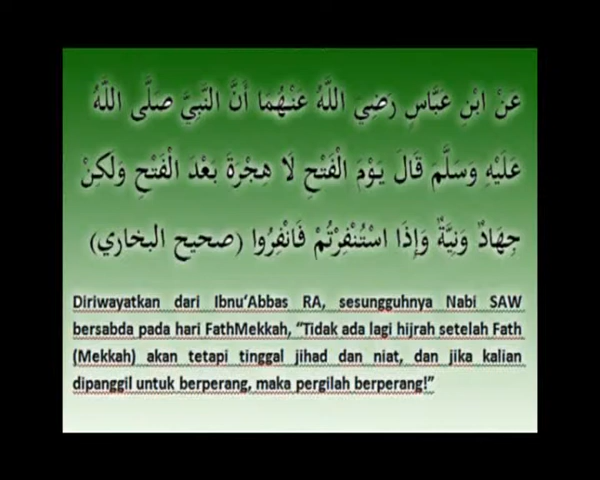 عَنْ ابْنِ عَبَّاسٍ رَضِيَ اللَّهُ عَنْهُمَا أَنَّ النَّبِيَّ صَلَّى اللَّهُ
عَلَيْهِ وَسَلَّم قَالَ يَوْمَ الْفَتْحِ لَا هِجْرَةَ بَعْدَ الْفَتْحِ وَلَكِنْ
جِهَادٌ وَنِيَّةٌ وَإِذَا اسْتُنْفِرْتُمْ فَانْفِرُوا (صحيح البخاري)
Diriwayatkan dari Ibnu‘Abbas RA, sesungguhnya Nabi SAW
bersabda pada hari FathMekkah, “Tidak ada lagi hijrah setelah Fath
(Mekkah) akan tetapi tinggal jihad dan niat, dan jika kalian
dipanggil untuk berperang, maka pergilah berperang!”